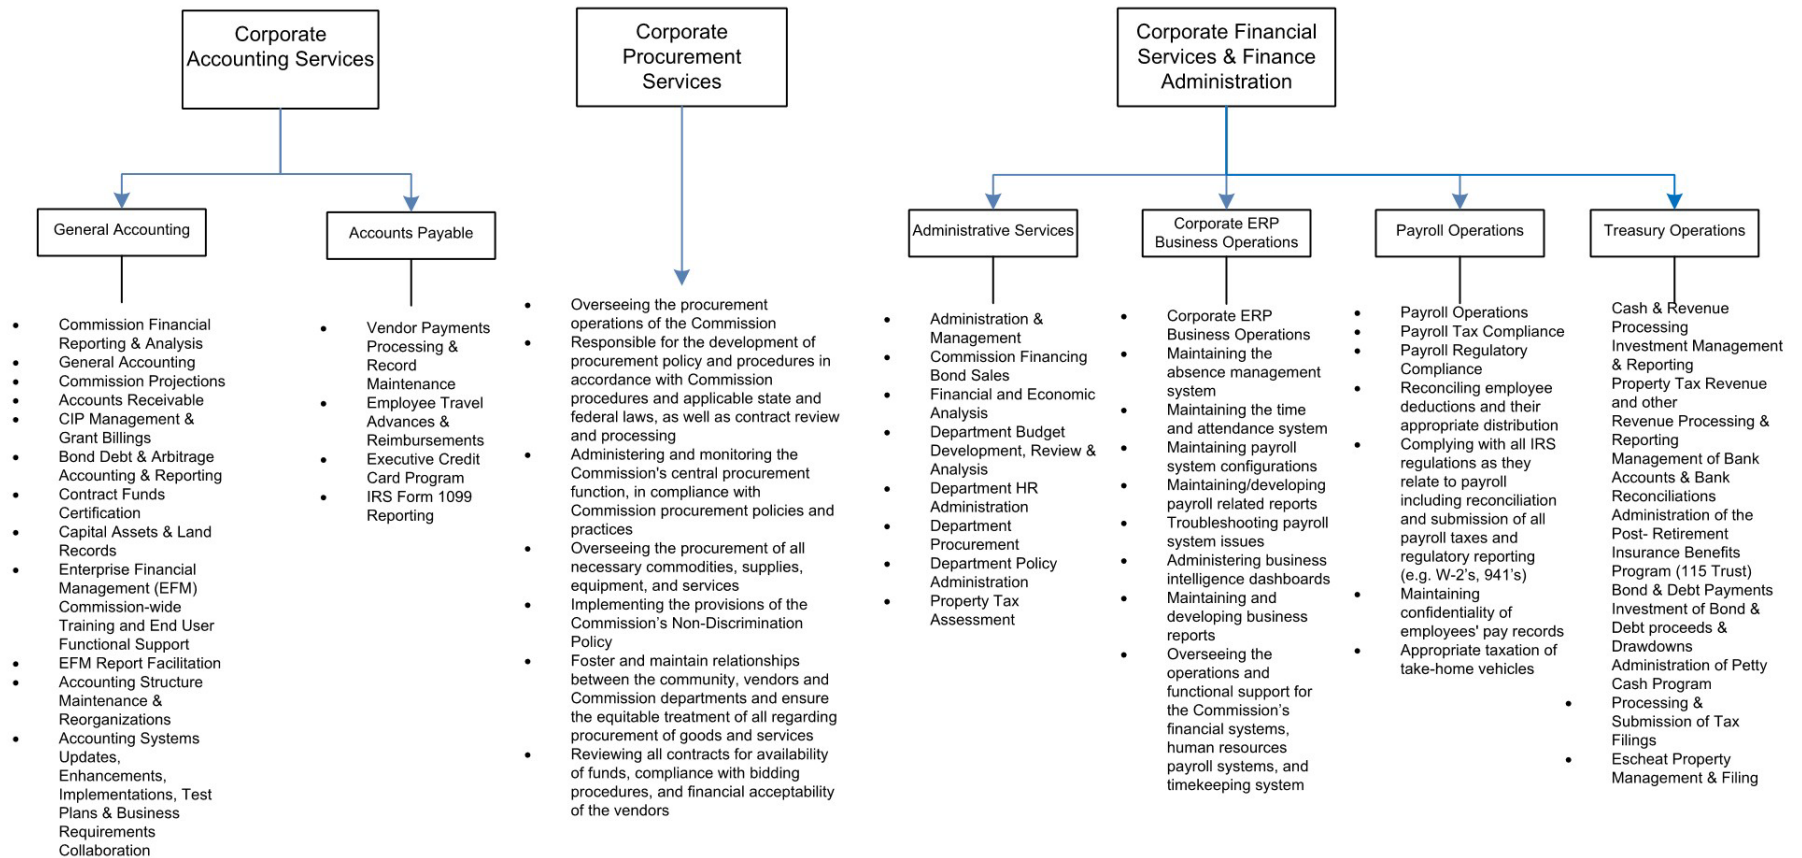 Corporate
Accounting Services
Corporate
Procurement
Services
Corporate Financial
Services & Finance
Administration
General Accounting
Accounts Payable
Administrative Services
Corporate ERP
Business Operations
Payroll Operations
Treasury Operations
• Commission Financial
Reporting & Analysis
• General Accounting
• Commission Projections
• Accounts Receivable
• CIP Management &
Grant Billings
• Bond Debt & Arbitrage
Accounting & Reporting
• Contract Funds
Certification
• Capital Assets & Land
Records
• Enterprise Financial
Management (EFM)
Commission-wide
Training and End User
Functional Support
• EFM Report Facilitation
• Accounting Structure
Maintenance &
Reorganizations
• Accounting Systems
Updates,
Enhancements,
Implementations, Test
Plans & Business
Requirements
Collaboration
• Vendor Payments
Processing &
Record
Maintenance
• Employee Travel
Advances &
Reimbursements
• Executive Credit
Card Program
• IRS Form 1099
Reporting
• Overseeing the procurement
operations of the Commission
• Responsible for the development of
procurement policy and procedures in
accordance with Commission
procedures and applicable state and
federal laws, as well as contract review
and processing
• Administering and monitoring the
Commission's central procurement
function, in compliance with
Commission procurement policies and
practices
• Overseeing the procurement of all
necessary commodities, supplies,
equipment, and services
• Implementing the provisions of the
Commission's Non-Discrimination
Policy
• Foster and maintain relationships
between the community, vendors and
Commission departments and ensure
the equitable treatment of all regarding
procurement of goods and services
• Reviewing all contracts for availability
of funds, compliance with bidding
procedures, and financial acceptability
of the vendors
• Administration &
Management
• Commission Financing
Bond Sales
• Financial and Economic
Analysis
• Department Budget
Development, Review &
Analysis
• Department HR
Administration
• Department
Procurement
• Department Policy
Administration
• Property Tax
Assessment
• Corporate ERP
Business Operations
• Maintaining the
absence management
system
• Maintaining the time
and attendance system
• Maintaining payroll
system configurations
• Maintaining/developing
payroll related reports
• Troubleshooting payroll
system issues
• Administering business
intelligence dashboards
• Maintaining and
developing business
reports
• Overseeing the
operations and
functional support for
the Commission's
financial systems,
human resources
payroll systems, and
timekeeping system
• Payroll Operations
• Payroll Tax Compliance
• Payroll Regulatory
Compliance
• Reconciling employee
deductions and their
appropriate distribution
• Complying with all IRS
regulations as they
relate to payroll
including reconciliation
and submission of all
payroll taxes and
regulatory reporting
(e.g. W-2's, 941's)
• Maintaining
confidentiality of
employees' pay records
• Appropriate taxation of
take-home vehicles
Cash & Revenue
Processing
Investment Management
& Reporting
Property Tax Revenue
and other
Revenue Processing &
Reporting
Management of Bank
Accounts & Bank
Reconciliations
Administration of the
Post- Retirement
Insurance Benefits
Program (115 Trust)
Bond & Debt Payments
Investment of Bond &
Debt proceeds &
Drawdowns
Administration of Petty
Cash Program
• Processing &
Submission of Tax
Filings
• Escheat Property
Management & Filing